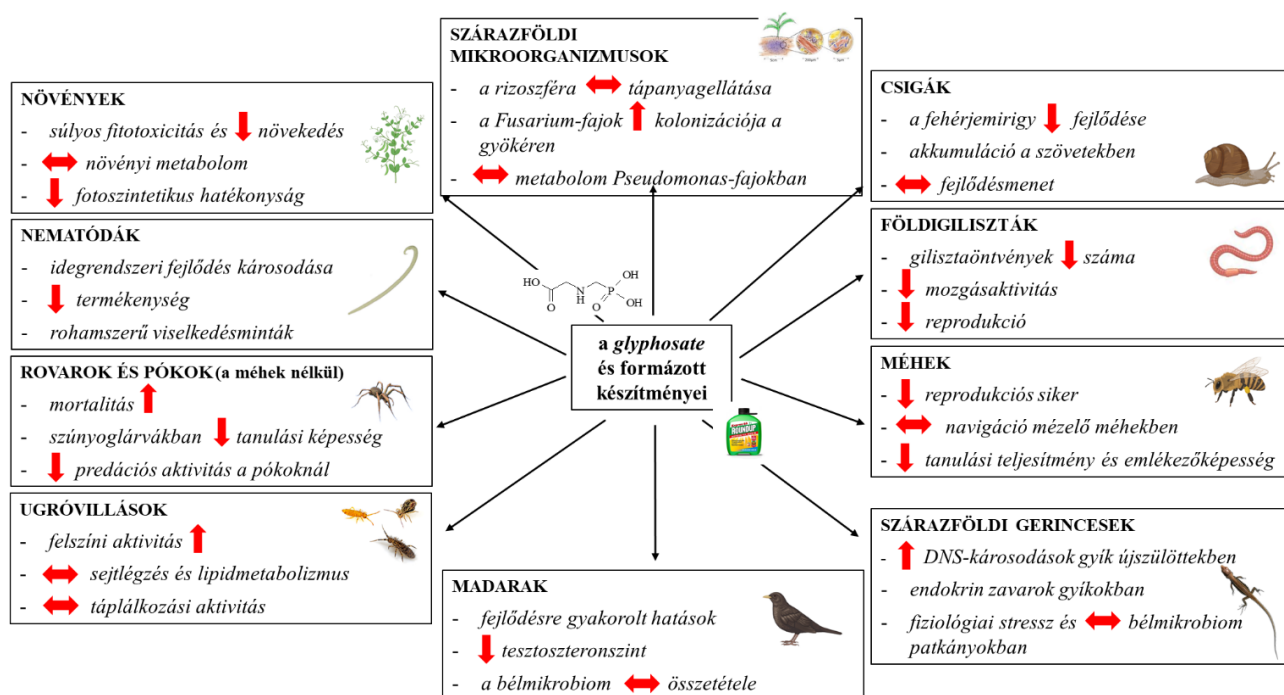 SZÁRAZFÖLDI
MIKROORGANIZMUSOK
- a rizoszféra ↔ tápanyagellátása
- a Fusarium-fajok ↑ kolonizációja a
gyökéren
- ↔ metabolom Pseudomonas-fajokban
NÖVÉNYEK
- súlyos fitotoxicitás és ↓ növekedés
- ↔ növényi metabolom
- ↓ fotoszintetikus hatékonyság
NEMATÓDÁK
- idegrendszeri fejlődés károsodása
- ↓ termékenység
- rohamszerű viselkedésminták
ROVAROK ÉS PÓKOK (a méhek nélkül)
- mortalitás ↑
- szúnyoglárvákban ↓ tanulási képesség
- ↓ predációs aktivitás a pókoknál
UGRÓVILLÁSOK
- felszíni aktivitás ↑
- ↔ sejtlégzés és lipidmetabolizmus
- ↔ táplálkozási aktivitás
HO
O
N
H
P
O
OH
OH
a glyphosate
és formázott
készítményei
ROUNDUP
MADARAK
- fejlődésre gyakorolt hatások
- ↓ tesztoszteronszint
- a bélmikrobiom ↔ összetétele
CSIGÁK
- a fehérjemirigy ↓ fejlődése
- akkumuláció a szövetekben
- ↔ fejlődésmenet
FÖLDIGILISZTÁK
- gilisztaöntvények ↓ száma
- ↓ mozgásaktivitás
- ↓ reprodukció
MÉHEK
- ↓ reprodukciós siker
- ↔ navigáció mézelő méhekben
- ↓ tanulási teljesítmény és emlékezőképesség
SZÁRAZFÖLDI GERINCESEK
- ↑ DNS-károsodások gyík újszülöttekben
- endokrin zavarok gyíkokban
- fiziológiai stressz és ↔ bélmikrobiom
patkányokban